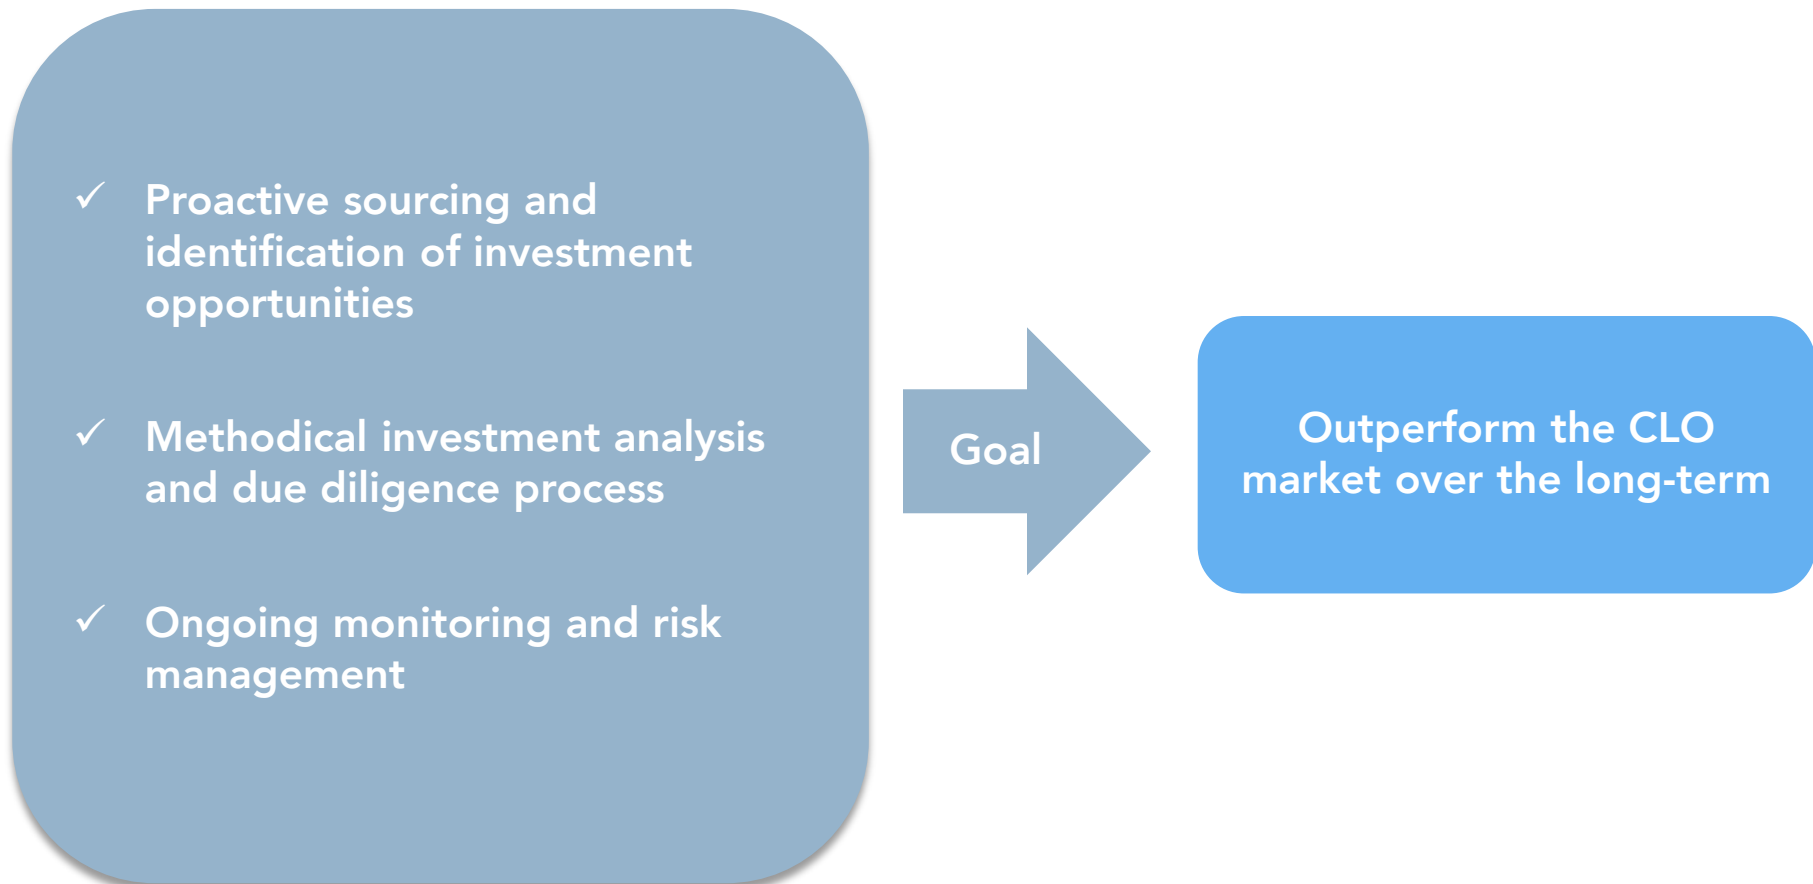 ✓ Proactive sourcing and
identification of investment
opportunities
✓ Methodical investment analysis
and due diligence process
✓ Ongoing monitoring and risk
management
Goal
Outperform the CLO
market over the long-term